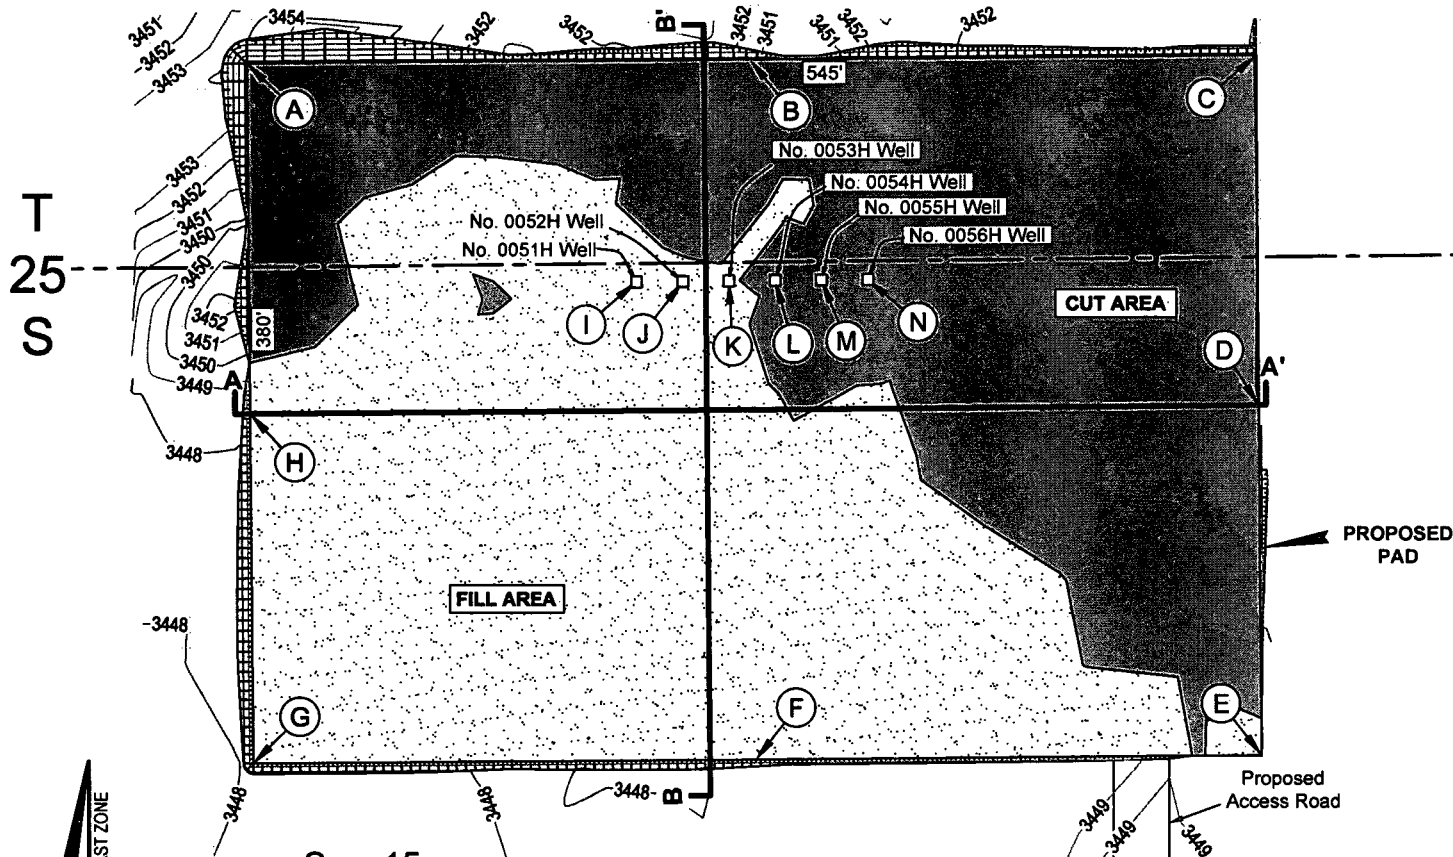 3451
3452
3453
3454
3452
3452
B'
3452
3451
3451
3452
3452
545'
A
B
C
No. 0053H Well
No. 0054H Well
No. 0055H Well
No. 0056H Well
No. 0052H Well
No. 0051H Well
T
25
S
3453
3452
3451
3450
3450
3452
3451
3450
3449
380'
I
J
K
L
M
N
CUT AREA
D
A
A'
3448
H
PROPOSED
PAD
FILL AREA
3448
G
F
E
3448
3448
3448
B
3449
3449
3449
Proposed
Access Road